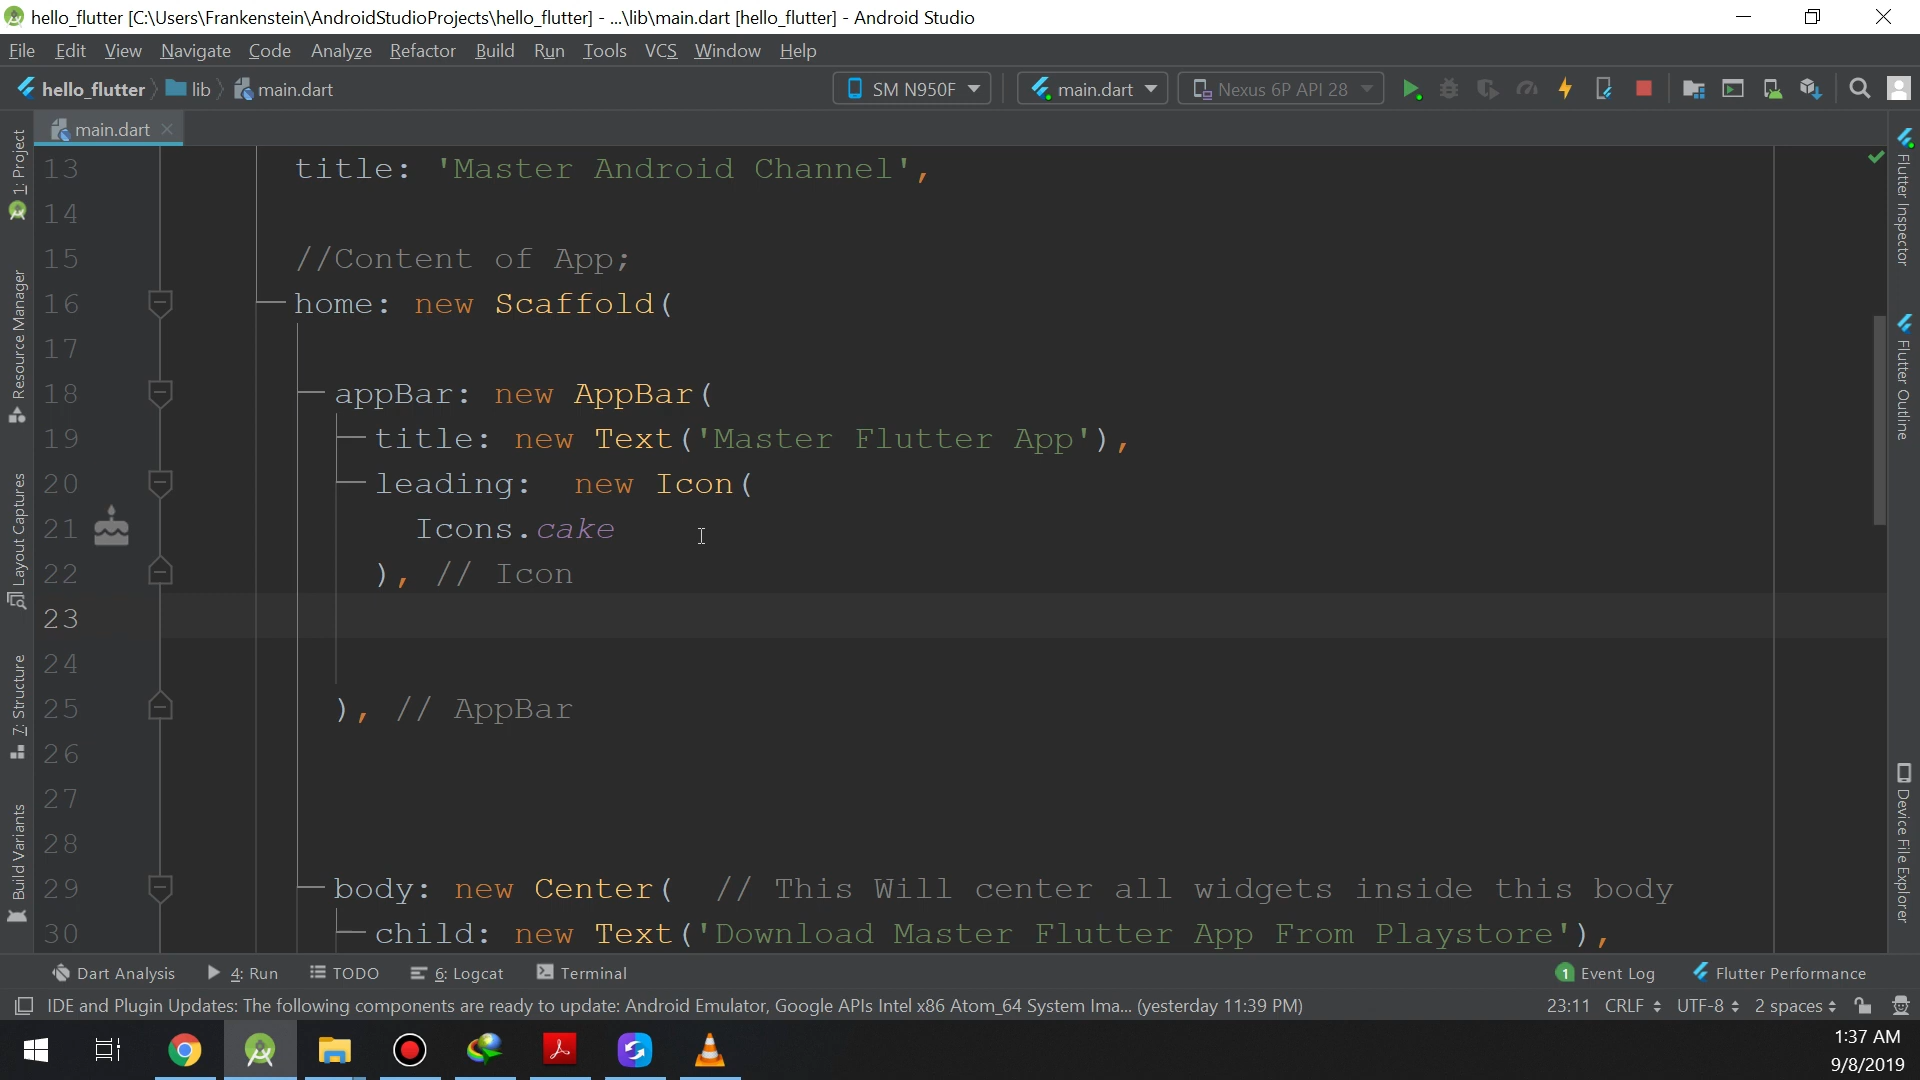 hello_flutter [C:\Users\Frankenstein\AndroidStudioProjects\hello_flutter] - ...\lib\main.dart [hello_flutter] - Android Studio
File Edit View Navigate Code Analyze Refactor Build Run Tools VCS Window Help
hello_flutter lib main.dart SM N950F main.dart Nexus 6P API 28
main.dart
1: Project
Resource Manager
Layout Captures
7: Structure
Build Variants
13 title: 'Master Android Channel',
14
15 //Content of App;
16 home: new Scaffold(
17
18 appBar: new AppBar(
19 title: new Text('Master Flutter App'),
20 leading:  new Icon(
21 Icons.cake
22 ), // Icon
23
24
25 ), // AppBar
26
27
28
29 body: new Center(  // This Will center all widgets inside this body
30 child: new Text('Download Master Flutter App From Playstore'),
Flutter Inspector
Flutter Outline
Device File Explorer
Dart Analysis 4: Run TODO 6: Logcat Terminal 1 Event Log Flutter Performance
IDE and Plugin Updates: The following components are ready to update: Android Emulator, Google APIs Intel x86 Atom_64 System Ima... (yesterday 11:39 PM) 23:11 CRLF UTF-8 2 spaces
1:37 AM
9/8/2019